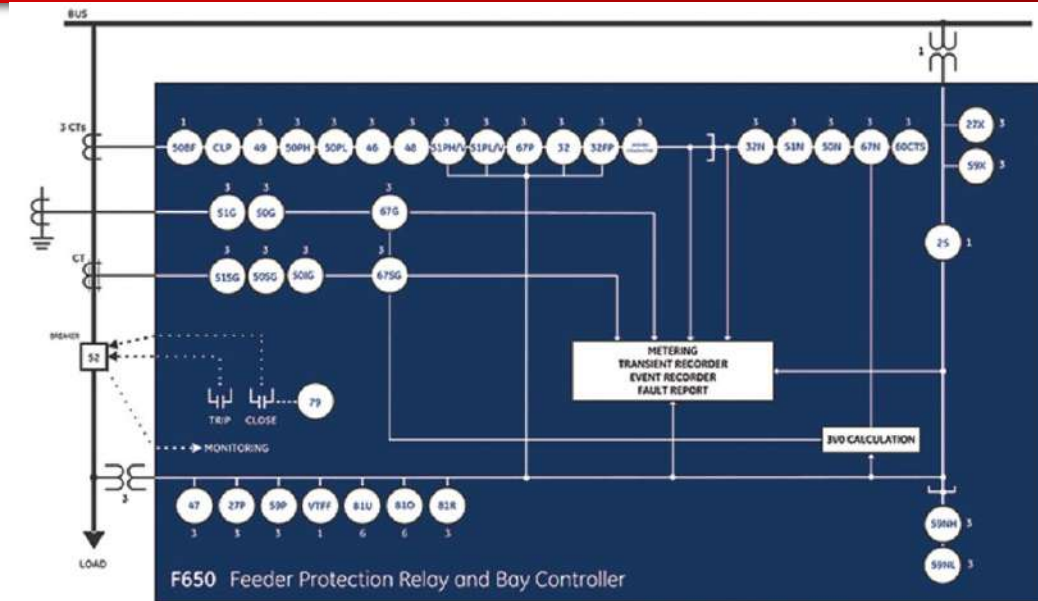 BUS
1
3 CTs
1 3 3 3 3 3 3 3 3 3 3 3 3 3 3 3 3
50BF CLP 49 50PH 50PL 46 48 51PH/V 51PL/V 67P 32 32FP 32N 51N 50N 67N 60CTS
27X 3
59X 3
3 3 3
51G 50G 67G
25 1
CT
3 3 3 3
51SG 50SG 50IG 67SG
BREAKER
52
METERING
TRANSIENT RECORDER
EVENT RECORDER
FAULT REPORT
79
TRIP CLOSE
MONITORING
3V0 CALCULATION
3
47 27P 59P VTFF 81U 81O 81R
3 3 3 1 6 6 3
59NH 3
59NL 3
LOAD
F650 Feeder Protection Relay and Bay Controller